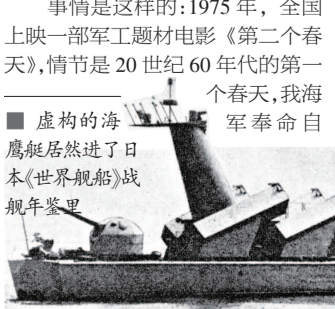 事情是这样的:1975 年，全国
上映一部军工题材电影《第二个春
天》,情节是 20 世纪 60 年代的第一
个春天,我海
军奉命自
■ 虚构的海
鹰艇居然进了日
本《世界舰船》战
舰年鉴里